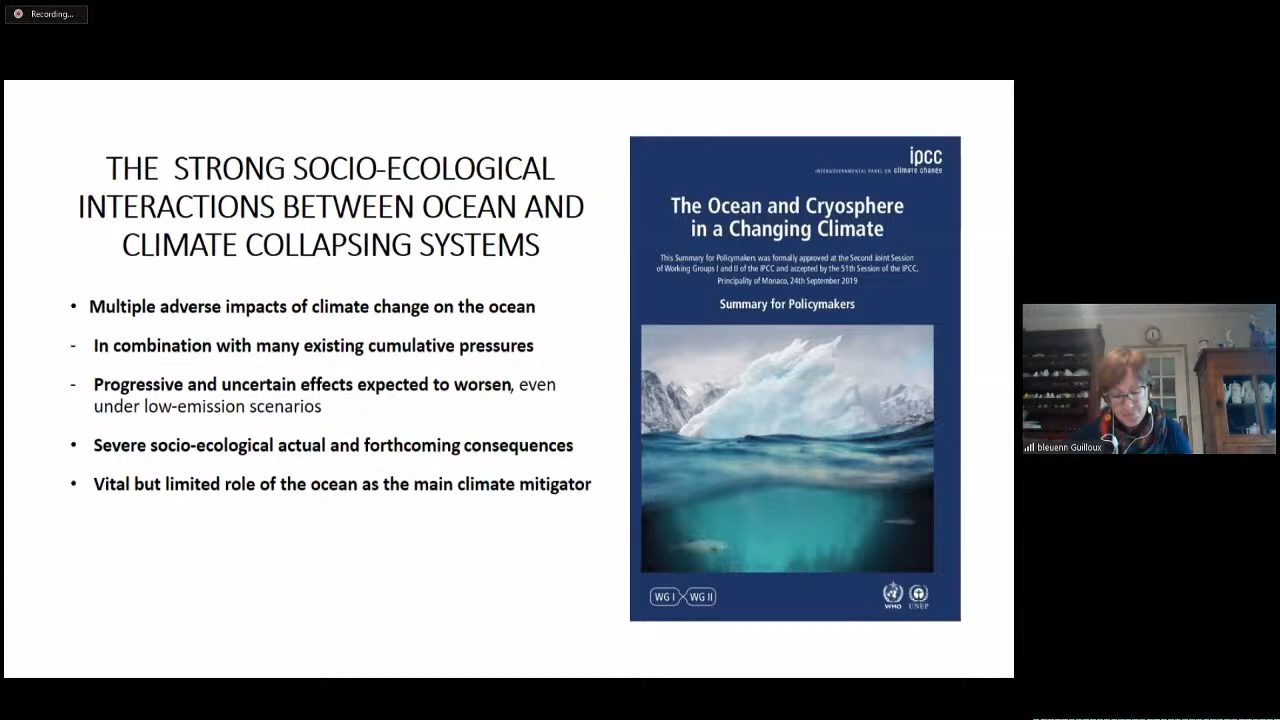 Recording...
THE STRONG SOCIO-ECOLOGICAL
INTERACTIONS BETWEEN OCEAN AND
CLIMATE COLLAPSING SYSTEMS
• Multiple adverse impacts of climate change on the ocean
- In combination with many existing cumulative pressures
- Progressive and uncertain effects expected to worsen, even
under low-emission scenarios
• Severe socio-ecological actual and forthcoming consequences
• Vital but limited role of the ocean as the main climate mitigator
ipcc
INTERGOVERNMENTAL PANEL ON climate change
The Ocean and Cryosphere
in a Changing Climate
This Summary for Policymakers was formally approved at the Second Joint Session
of Working Groups I and II of the IPCC and accepted by the 51th Session of the IPCC,
Principality of Monaco, 24th September 2019
Summary for Policymakers
WG I WG II
WMO UNEP
bleuenn Guilloux